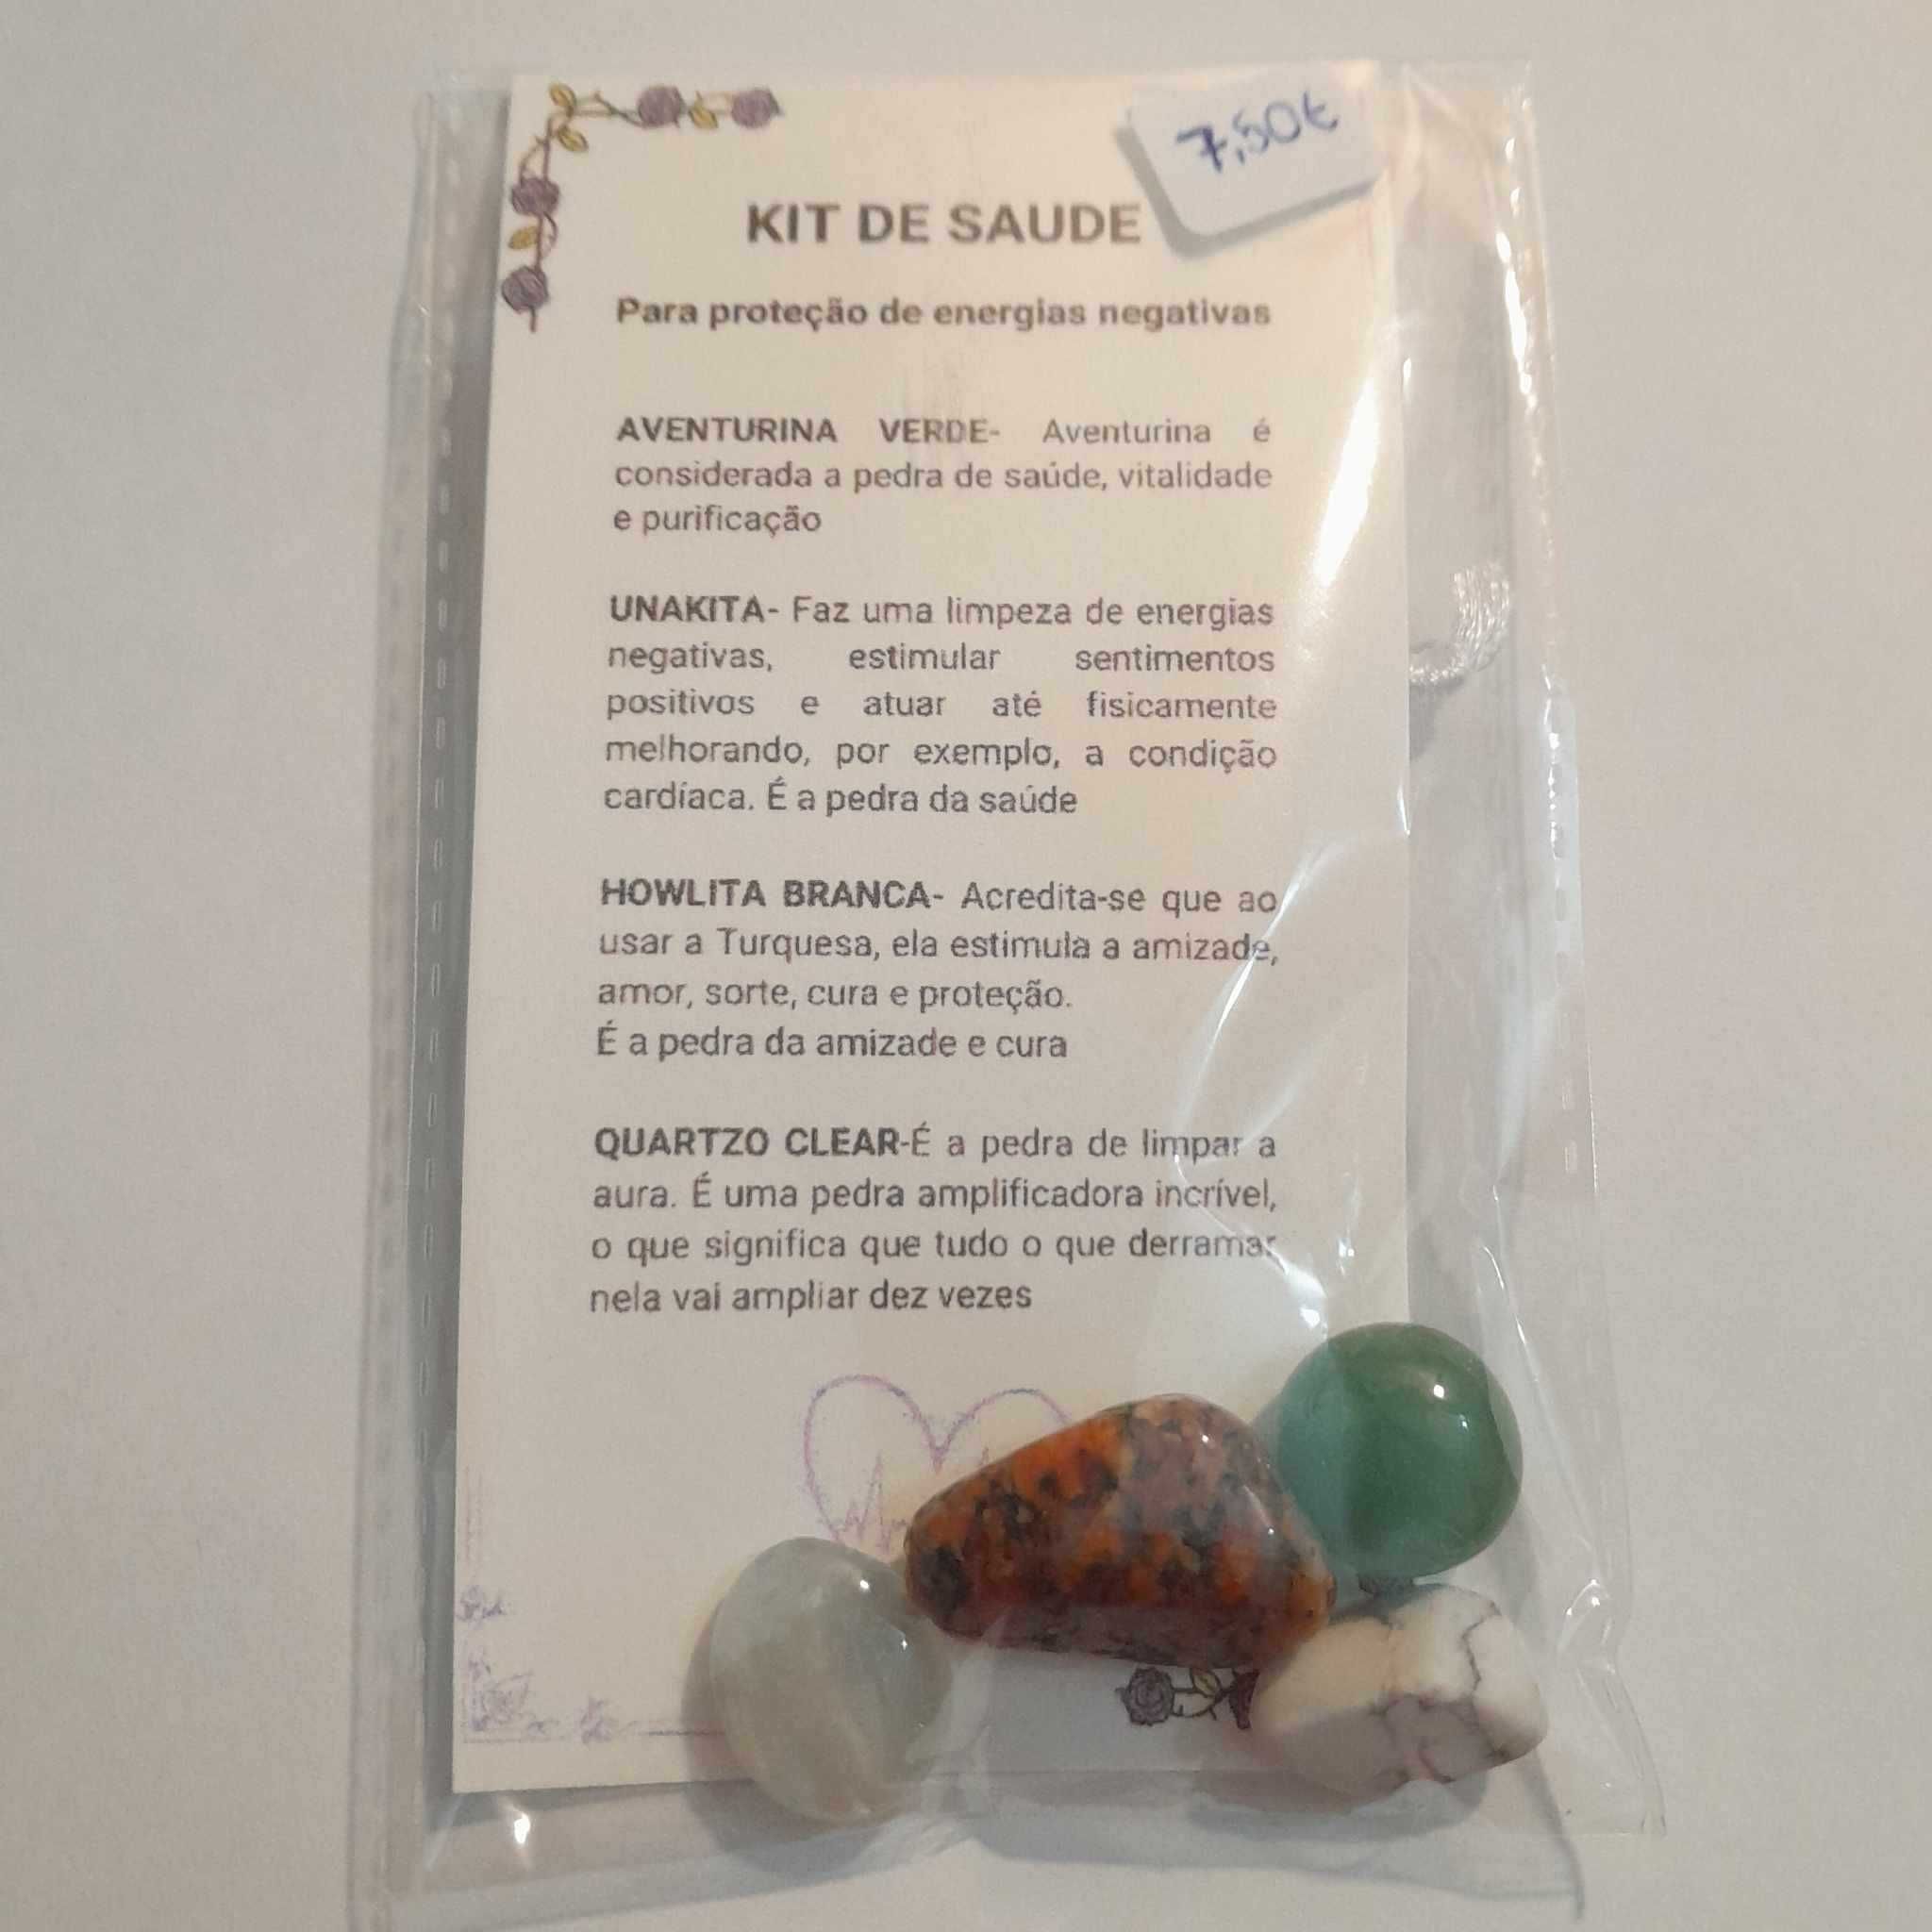 7,50€
KIT DE SAUDE
Para proteção de energias negativas
AVENTURINA VERDE- Aventurina é
considerada a pedra de saúde, vitalidade
e purificação
UNAKITA- Faz uma limpeza de energias
negativas, estimular sentimentos
positivos e atuar até fisicamente
melhorando, por exemplo, a condição
cardíaca. É a pedra da saúde
HOWLITA BRANCA- Acredita-se que ao
usar a Turquesa, ela estimula a amizade,
amor, sorte, cura e proteção.
É a pedra da amizade e cura
QUARTZO CLEAR-É a pedra de limpar a
aura. É uma pedra amplificadora incrível,
o que significa que tudo o que derramar
nela vai ampliar dez vezes